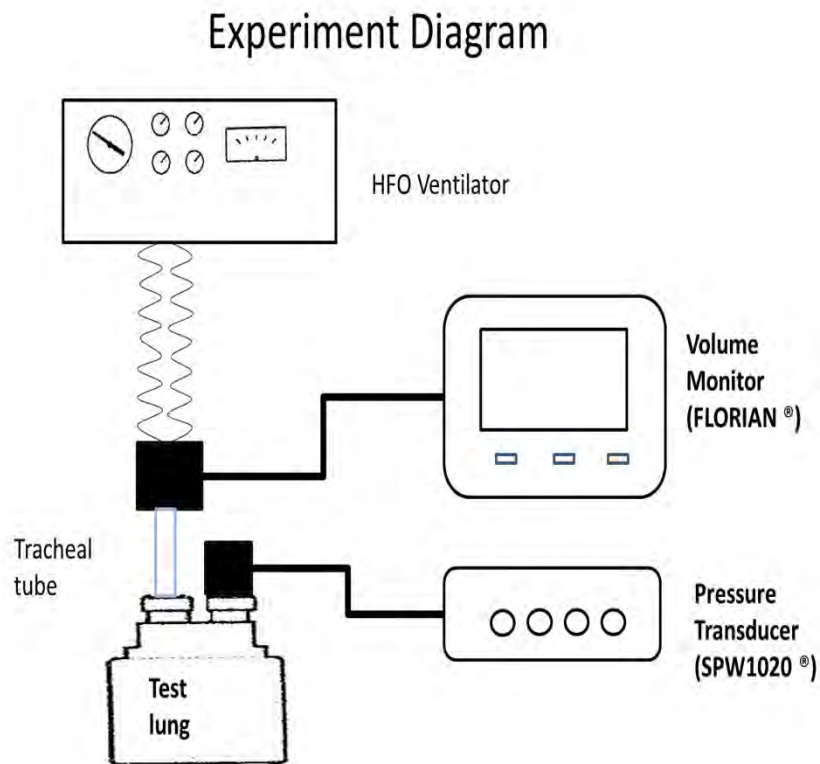 Experiment Diagram
HFO Ventilator
Volume
Monitor
(FLORIAN ®)
Tracheal
tube
Pressure
Transducer
(SPW1020 ®)
Test
lung